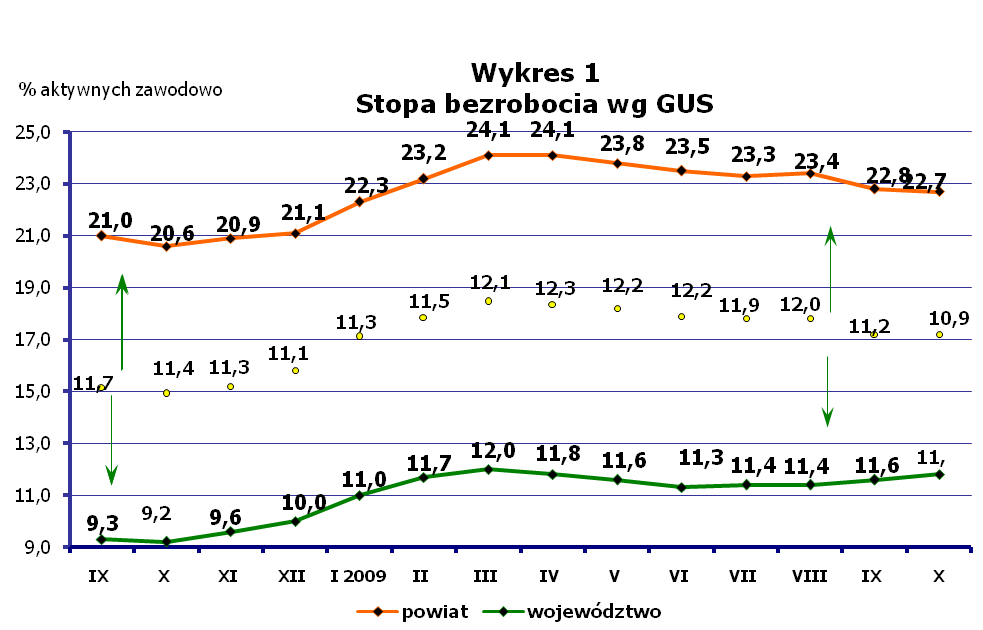 Wykres 1
Stopa bezrobocia wg GUS
% aktywnych zawodowo
25,0
23,0
21,0
19,0
17,0
15,0
13,0
11,0
9,0
21,0 20,6 20,9 21,1 22,3 23,2 24,1 24,1 23,8 23,5 23,3 23,4 22,8 22,7
11,7 11,4 11,3 11,1 11,3 11,5 12,1 12,3 12,2 12,2 11,9 12,0 11,2 10,9
9,3 9,2 9,6 10,0 11,0 11,7 12,0 11,8 11,6 11,3 11,4 11,4 11,6 11,
IX X XI XII I 2009 II III IV V VI VII VIII IX X
powiat województwo